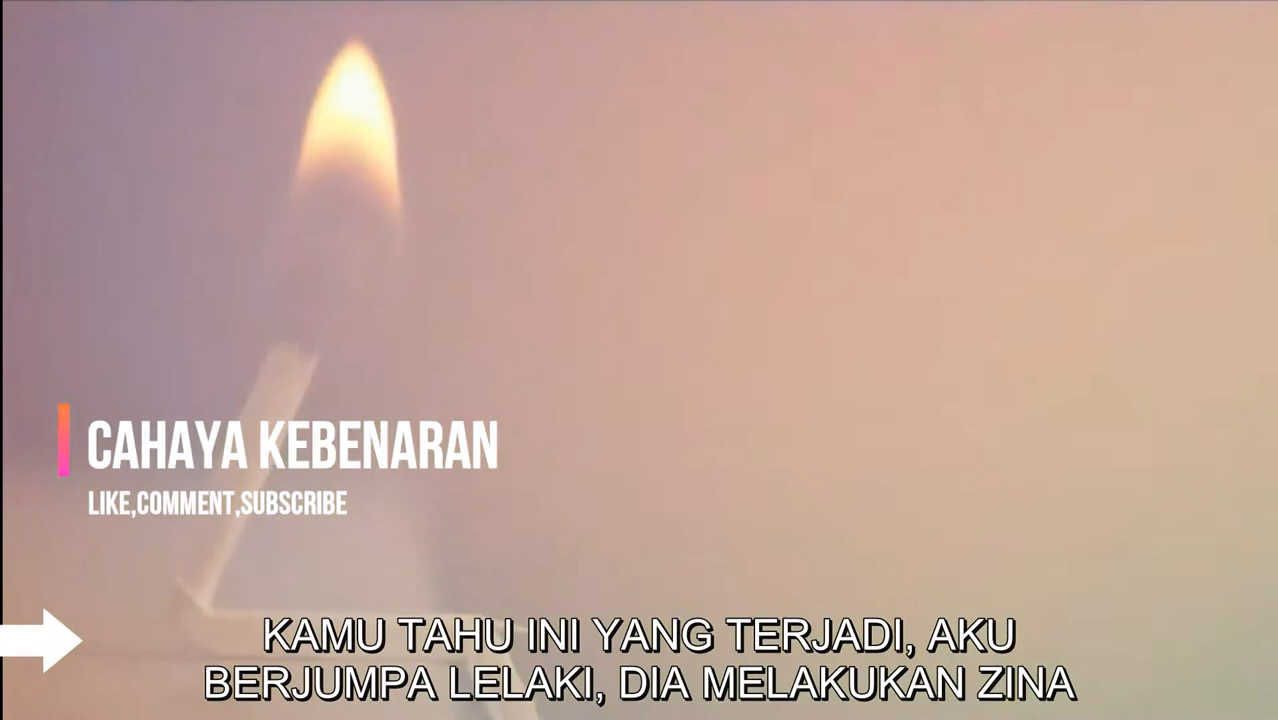 CAHAYA KEBENARAN
LIKE,COMMENT,SUBSCRIBE
KAMU TAHU INI YANG TERJADI, AKU
BERJUMPA LELAKI, DIA MELAKUKAN ZINA